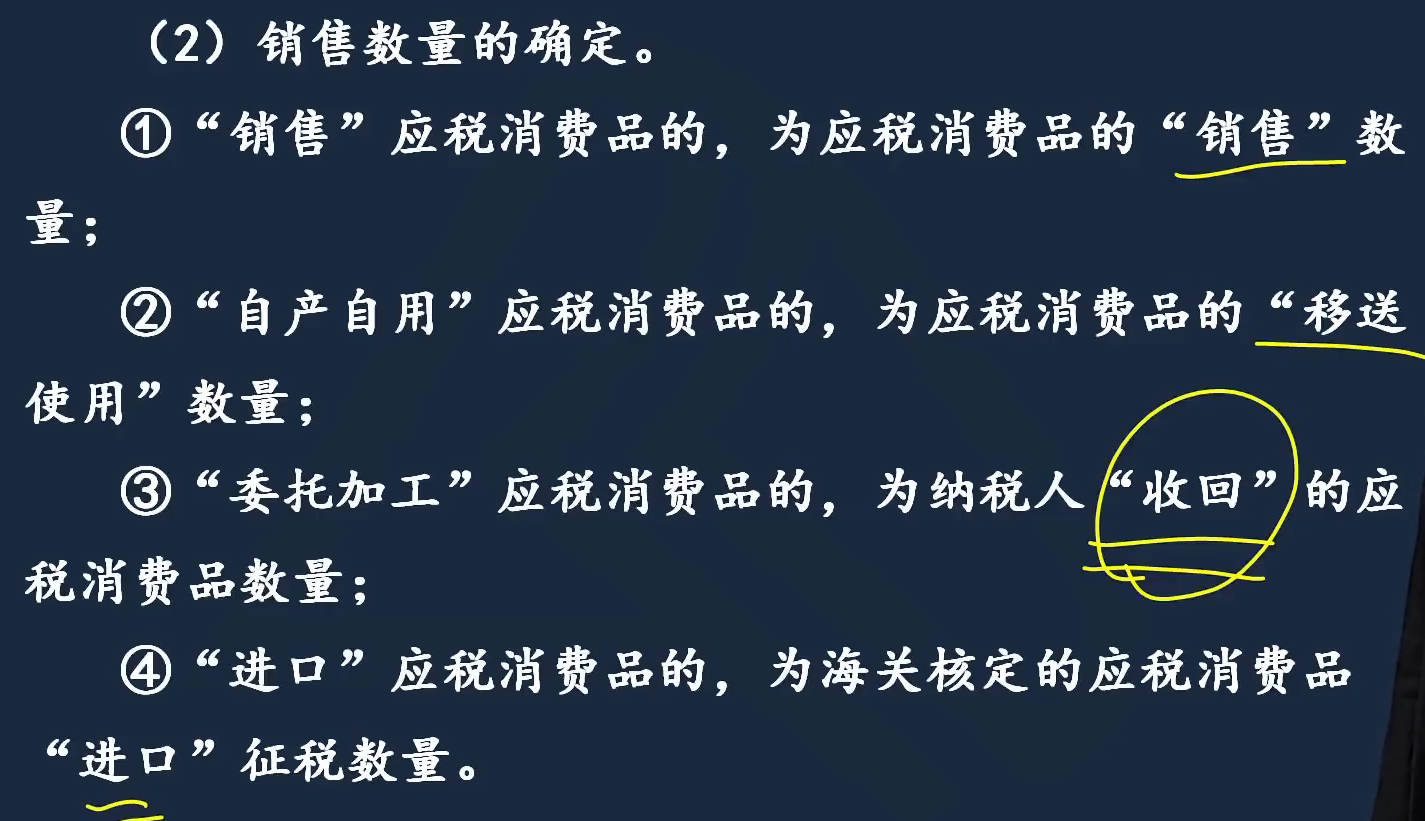 （2）销售数量的确定。
①“销售”应税消费品的，为应税消费品的“销售”数
量；
②“自产自用”应税消费品的，为应税消费品的“移送
使用”数量；
③“委托加工”应税消费品的，为纳税人“收回”的应
税消费品数量；
④“进口”应税消费品的，为海关核定的应税消费品
“进口”征税数量。